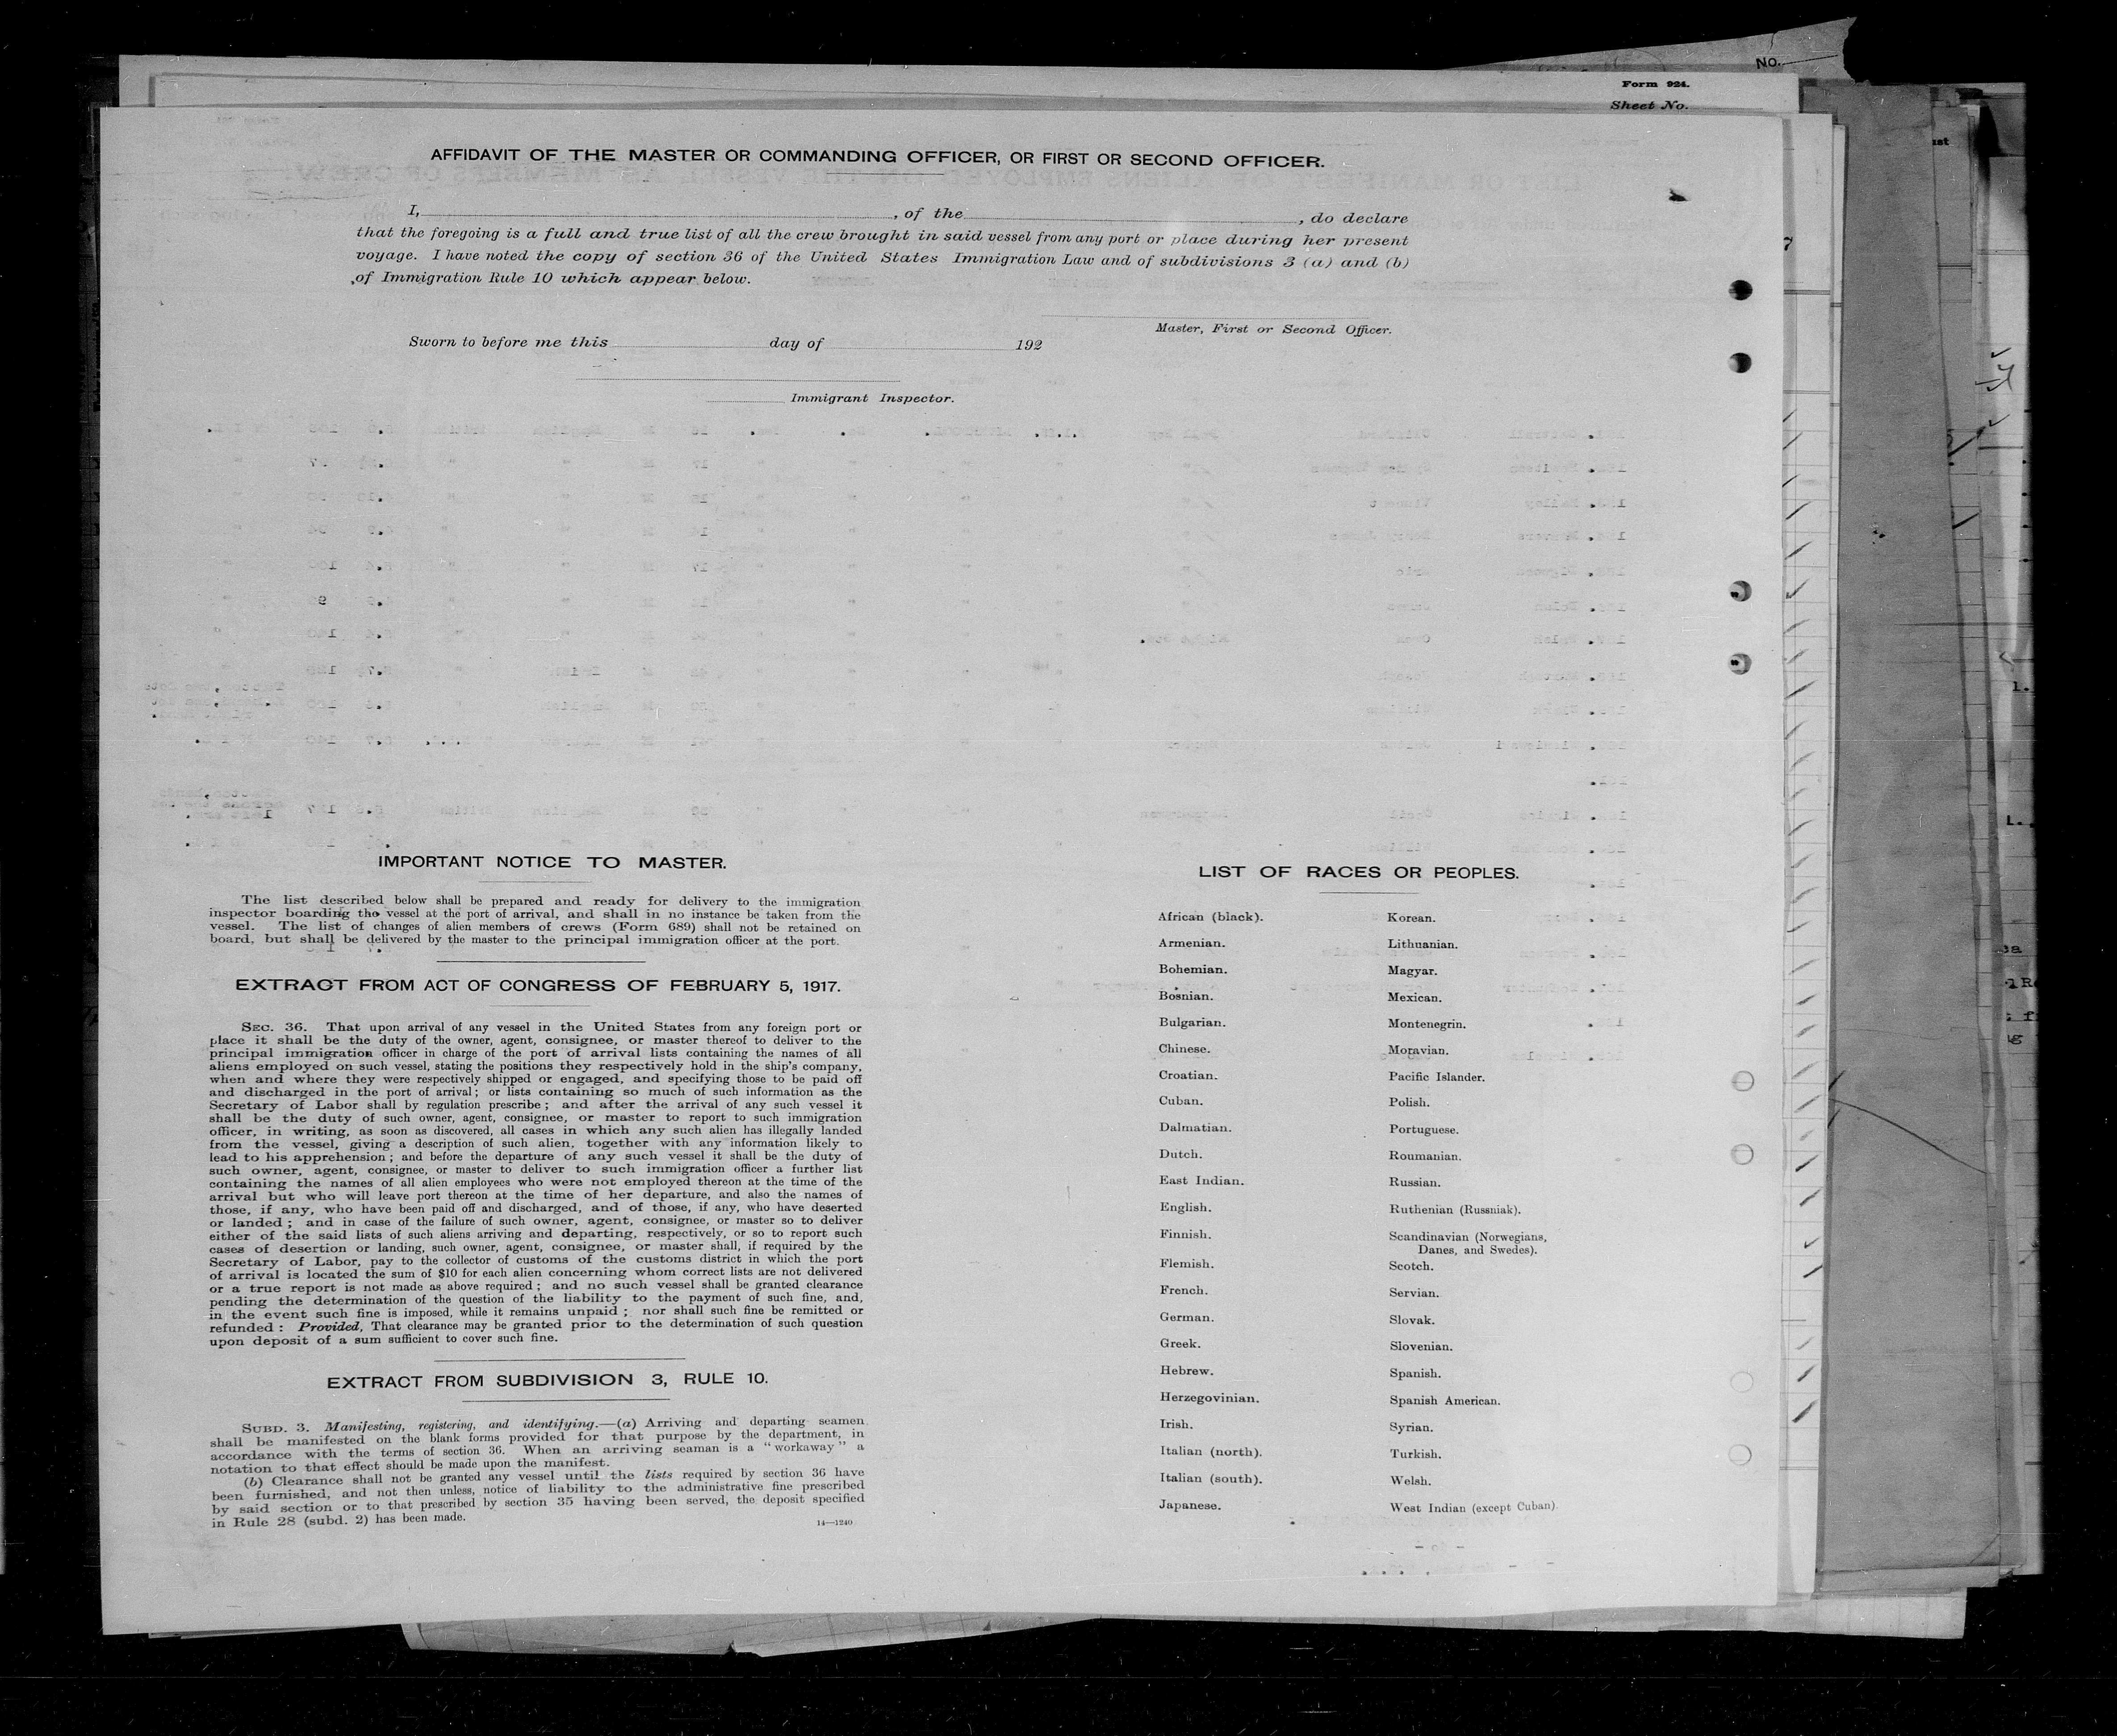 NO.
Form 924.
Sheet No.
AFFIDAVIT OF THE MASTER OR COMMANDING OFFICER, OR FIRST OR SECOND OFFICER.
I, , of the , do declare
that the foregoing is a full and true list of all the crew brought in said vessel from any port or place during her present
voyage. I have noted the copy of section 36 of the United States Immigration Law and of subdivisions 3 (a) and (b)
of Immigration Rule 10 which appear below.
Master, First or Second Officer.
Sworn to before me this day of 192
Immigrant Inspector.
IMPORTANT NOTICE TO MASTER.
The list described below shall be prepared and ready for delivery to the immigration
inspector boarding the vessel at the port of arrival, and shall in no instance be taken from the
vessel. The list of changes of alien members of crews (Form 689) shall not be retained on
board, but shall be delivered by the master to the principal immigration officer at the port.
EXTRACT FROM ACT OF CONGRESS OF FEBRUARY 5, 1917.
SEC. 36. That upon arrival of any vessel in the United States from any foreign port or
place it shall be the duty of the owner, agent, consignee, or master thereof to deliver to the
principal immigration officer in charge of the port of arrival lists containing the names of all
aliens employed on such vessel, stating the positions they respectively hold in the ship's company,
when and where they were respectively shipped or engaged, and specifying those to be paid off
and discharged in the port of arrival; or lists containing so much of such information as the
Secretary of Labor shall by regulation prescribe; and after the arrival of any such vessel it
shall be the duty of such owner, agent, consignee, or master to report to such immigration
officer, in writing, as soon as discovered, all cases in which any such alien has illegally landed
from the vessel, giving a description of such alien, together with any information likely to
lead to his apprehension; and before the departure of any such vessel it shall be the duty of
such owner, agent, consignee, or master to deliver to such immigration officer a further list
containing the names of all alien employees who were not employed thereon at the time of the
arrival but who will leave port thereon at the time of her departure, and also the names of
those, if any, who have been paid off and discharged, and of those, if any, who have deserted
or landed; and in case of the failure of such owner, agent, consignee, or master so to deliver
either of the said lists of such aliens arriving and departing, respectively, or so to report such
cases of desertion or landing, such owner, agent, consignee, or master shall, if required by the
Secretary of Labor, pay to the collector of customs of the customs district in which the port
of arrival is located the sum of $10 for each alien concerning whom correct lists are not delivered
or a true report is not made as above required; and no such vessel shall be granted clearance
pending the determination of the question of the liability to the payment of such fine, and,
in the event such fine is imposed, while it remains unpaid; nor shall such fine be remitted or
refunded: Provided, That clearance may be granted prior to the determination of such question
upon deposit of a sum sufficient to cover such fine.
EXTRACT FROM SUBDIVISION 3, RULE 10.
SUBD. 3. Manifesting, registering, and identifying.—(a) Arriving and departing seamen
shall be manifested on the blank forms provided for that purpose by the department, in
accordance with the terms of section 36. When an arriving seaman is a "workaway" a
notation to that effect should be made upon the manifest.
(b) Clearance shall not be granted any vessel until the lists required by section 36 have
been furnished, and not then unless, notice of liability to the administrative fine prescribed
by said section or to that prescribed by section 35 having been served, the deposit specified
in Rule 28 (subd. 2) has been made.
14—1240
LIST OF RACES OR PEOPLES.
African (black).
Armenian.
Bohemian.
Bosnian.
Bulgarian.
Chinese.
Croatian.
Cuban.
Dalmatian.
Dutch.
East Indian.
English.
Finnish.
Flemish.
French.
German.
Greek.
Hebrew.
Herzegovinian.
Irish.
Italian (north).
Italian (south).
Japanese.
Korean.
Lithuanian.
Magyar.
Mexican.
Montenegrin.
Moravian.
Pacific Islander.
Polish.
Portuguese.
Roumanian.
Russian.
Ruthenian (Russniak).
Scandinavian (Norwegians,
Danes, and Swedes).
Scotch.
Servian.
Slovak.
Slovenian.
Spanish.
Spanish American.
Syrian.
Turkish.
Welsh.
West Indian (except Cuban).